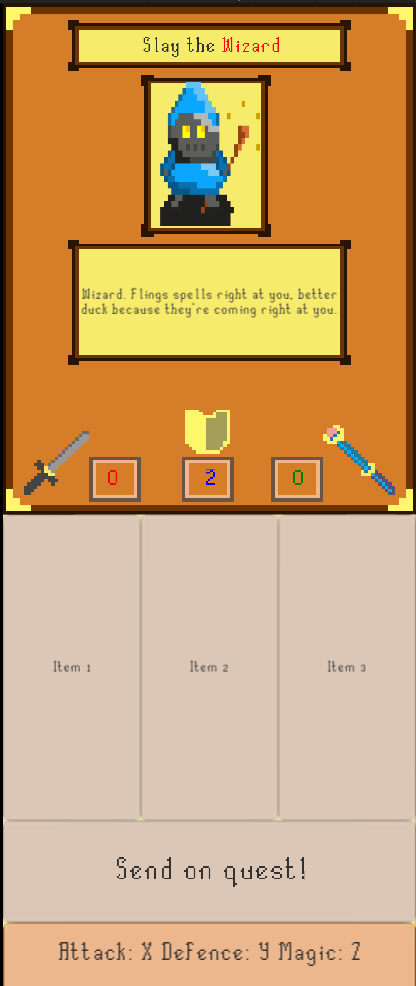 Slay the Wizard
Wizard. Flings spells right at you, better
duck because they're coming right at you.
0 2 0
Item 1 Item 2 Item 3
Send on quest!
Attack: X Defence: Y Magic: Z